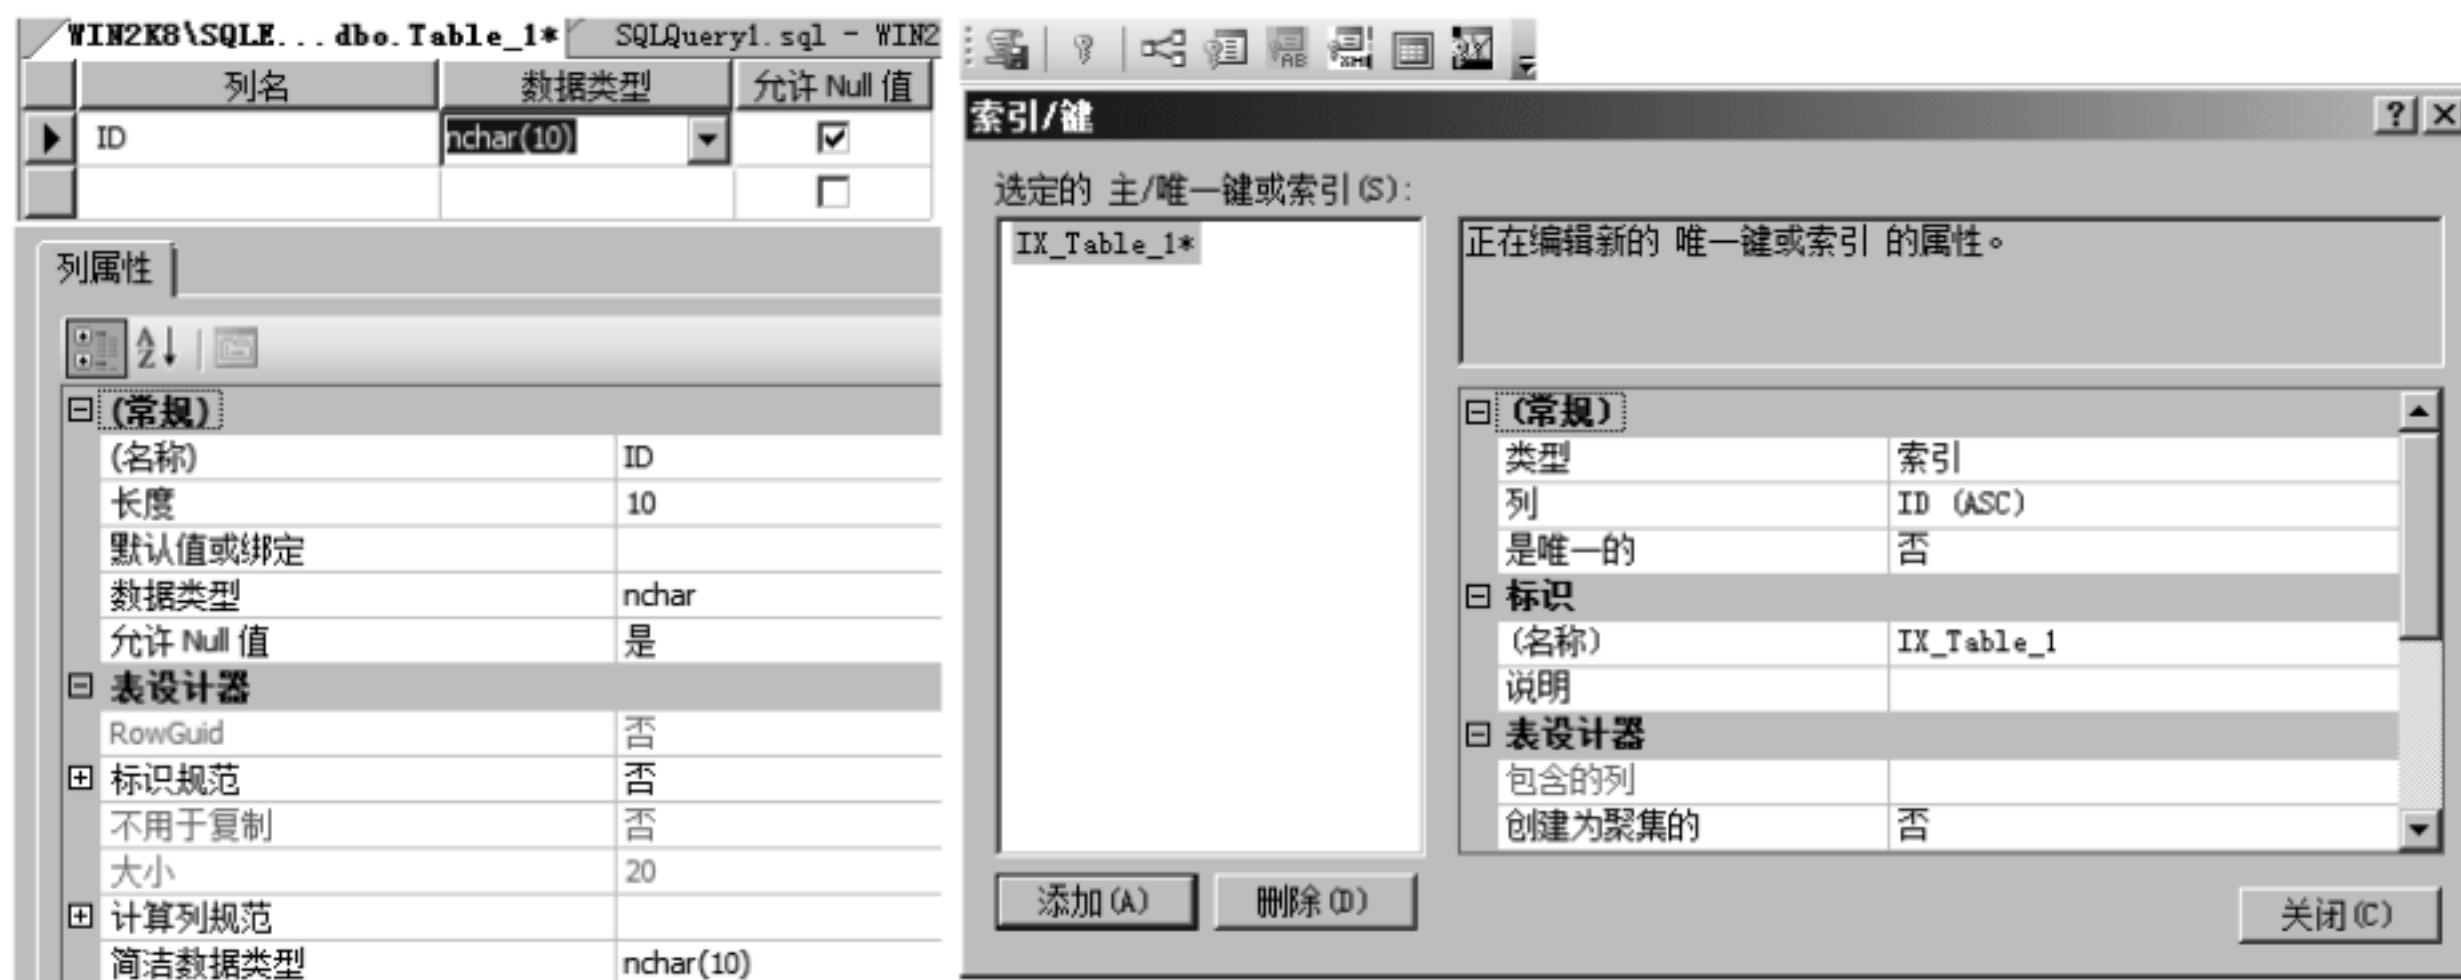 WIN2K8\SQLE...dbo.Table_1*
SQLQuery1.sql - WIN2
列名 数据类型 允许 Null 值
ID nchar(10)
列属性
(常规)
(名称) ID
长度 10
默认值或绑定
数据类型 nchar
允许 Null 值 是
表设计器
RowGuid 否
标识规范 否
不用于复制 否
大小 20
计算列规范
简洁数据类型 nchar(10)
索引/键
选定的 主/唯一键或索引(S):
IX_Table_1*
正在编辑新的 唯一键或索引 的属性。
(常规)
类型 索引
列 ID (ASC)
是唯一的 否
标识
(名称) IX_Table_1
说明
表设计器
包含的列
创建为聚集的 否
添加(A) 删除(D)
关闭(C)